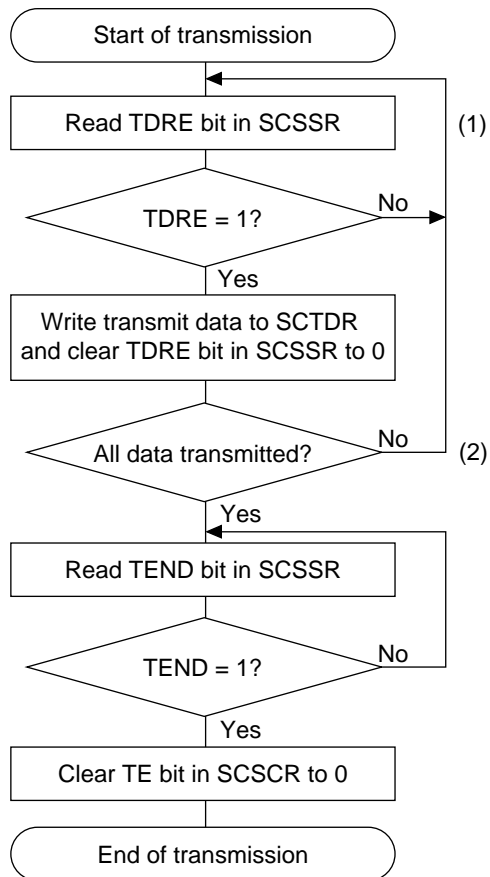 Start of transmission
Read TDRE bit in SCSSR
(1)
TDRE = 1?
No
Yes
Write transmit data to SCTDR
and clear TDRE bit in SCSSR to 0
All data transmitted?
No
(2)
Yes
Read TEND bit in SCSSR
TEND = 1?
No
Yes
Clear TE bit in SCSCR to 0
End of transmission